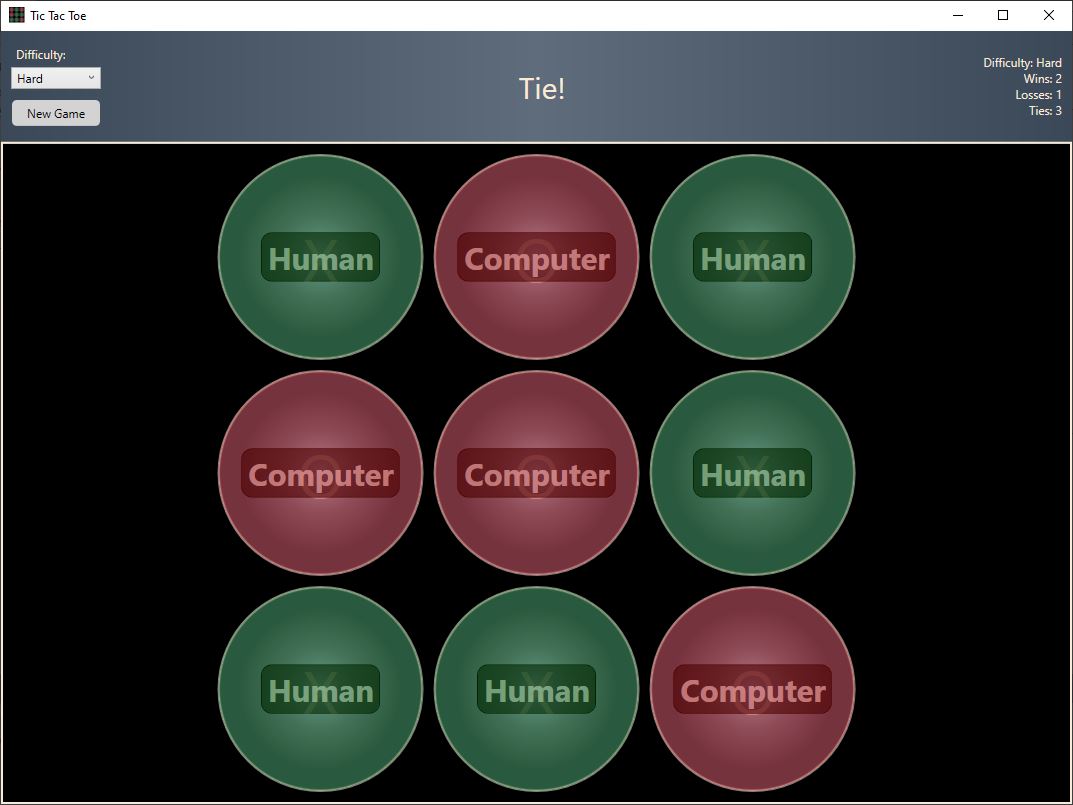 Tic Tac Toe
Difficulty:
Hard
New Game
Tie!
Difficulty: Hard
Wins: 2
Losses: 1
Ties: 3
X Human
O Computer
X Human
O Computer
O Computer
X Human
X Human
X Human
O Computer